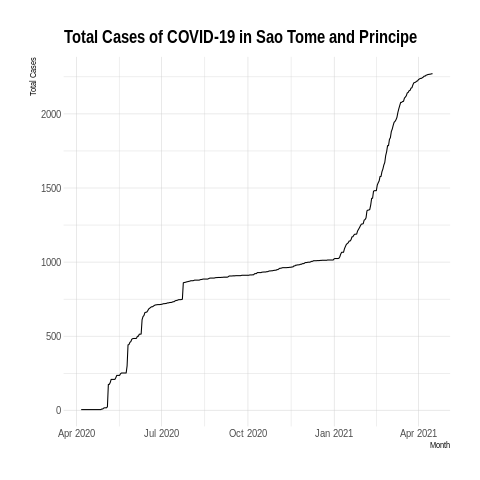 Total Cases of COVID-19 in Sao Tome and Principe
Total Cases
2000
1500
1000
500
0
Apr 2020
Jul 2020
Oct 2020
Jan 2021
Apr 2021
Month